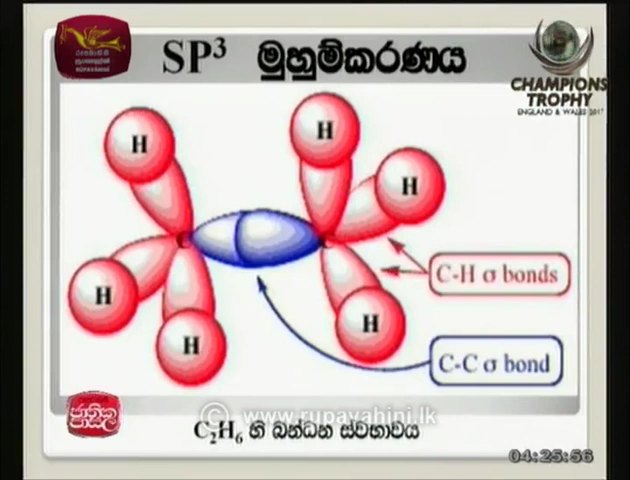 SP³ මුහුම්කරණය
CHAMPIONS
TROPHY
ENGLAND & WALES 2017
H
H
H
C
C
H
H
H
C-H σ bonds
C-C σ bond
ජාතික
පාසල
© www.rupavahini.lk
C₂H₆ හි බන්ධන ස්වභාවය
04:25:56